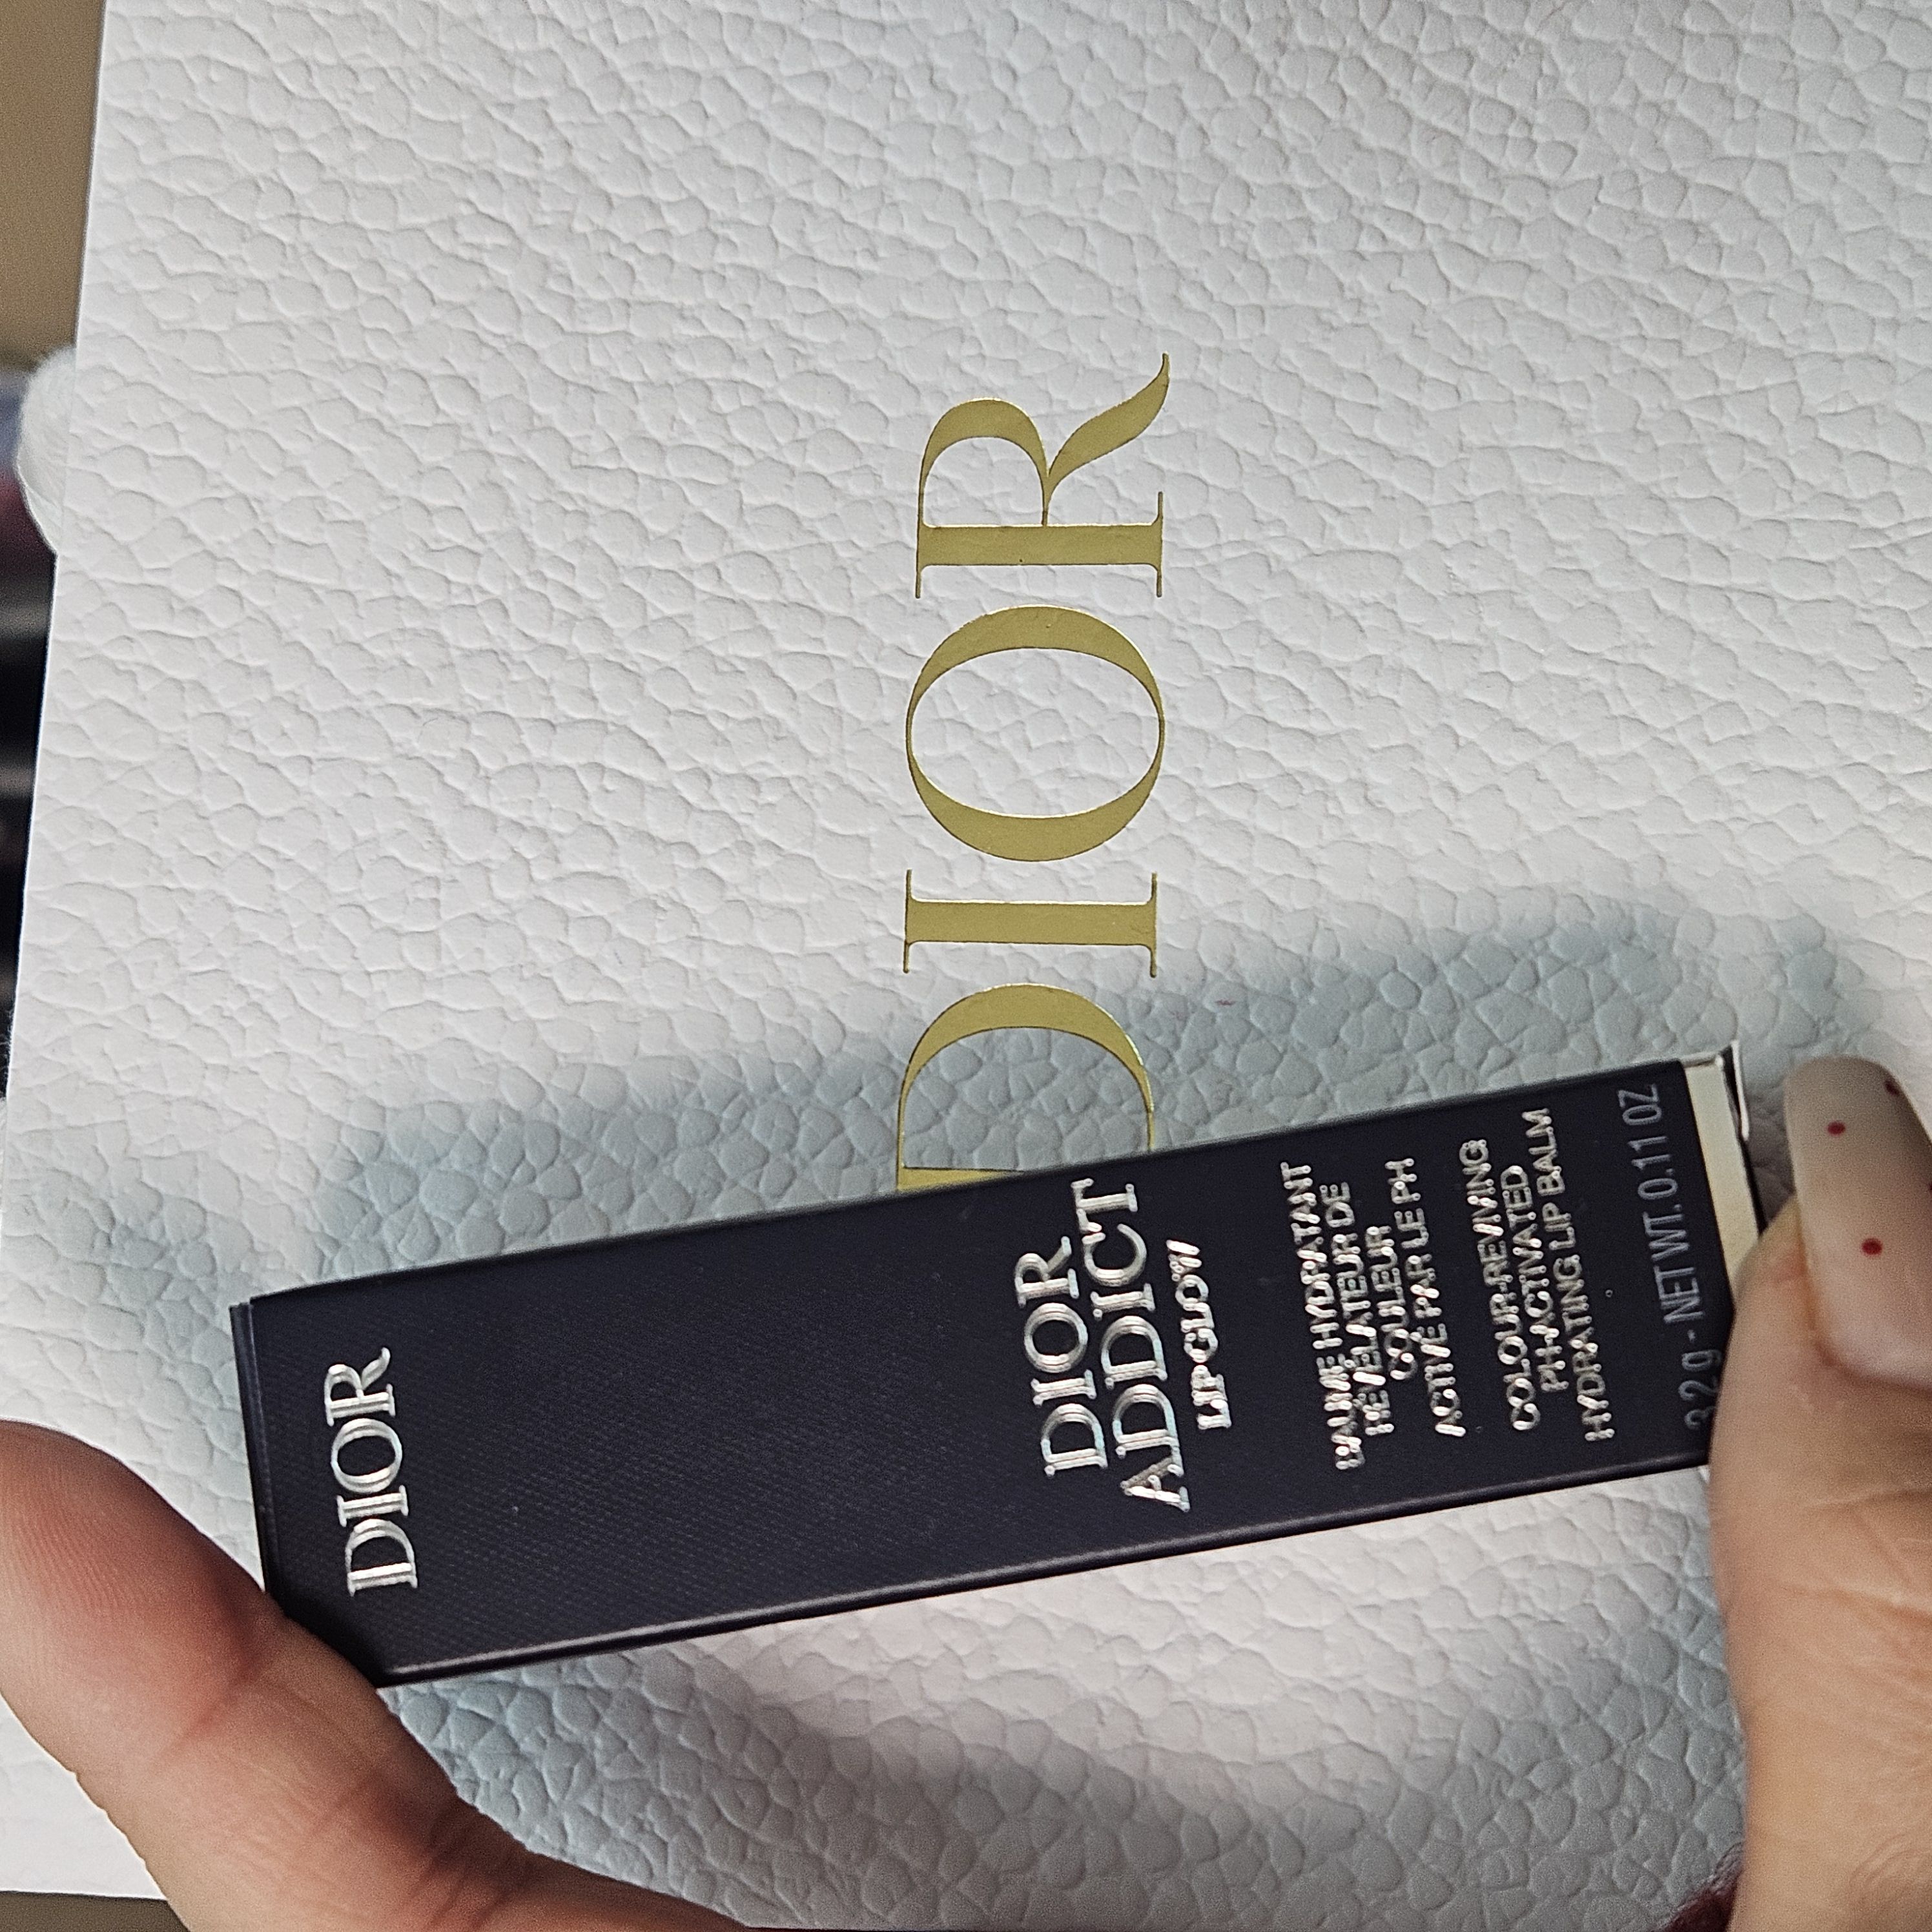 DIOR
DIOR
DIOR
ADDICT
LIP GLOW
BAUME HYDRATANT
RÉVÉLATEUR DE
COULEUR
ACTIVÉ PAR LE PH
COLOUR-REVIVING
PH-ACTIVATED
HYDRATING LIP BALM
3.2 g - NET WT. 0.11 OZ